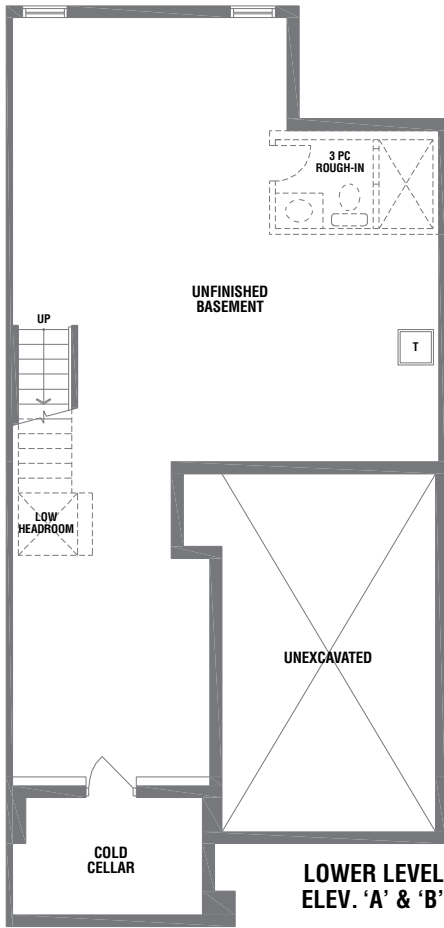 3 PC
ROUGH-IN
UNFINISHED
BASEMENT
UP
T
LOW
HEADROOM
UNEXCAVATED
COLD
CELLAR
LOWER LEVEL
ELEV. ‘A’ & ‘B’